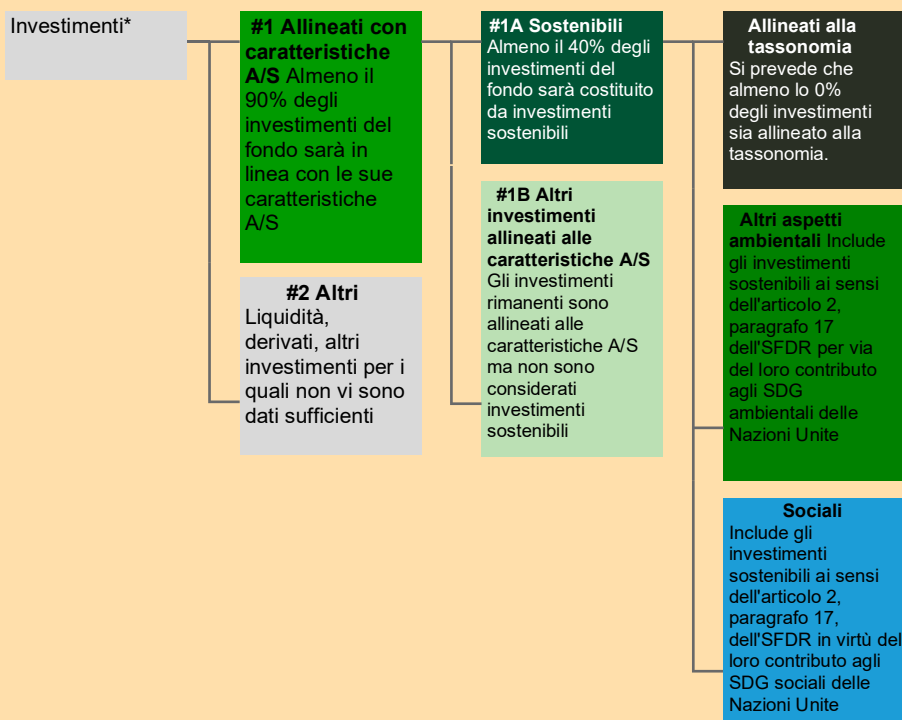 Investimenti*
#1 Allineati con
caratteristiche
A/S Almeno il
90% degli
investimenti del
fondo sarà in
linea con le sue
caratteristiche
A/S
#2 Altri
Liquidità,
derivati, altri
investimenti per i
quali non vi sono
dati sufficienti
#1A Sostenibili
Almeno il 40% degli
investimenti del
fondo sarà costituito
da investimenti
sostenibili
#1B Altri
investimenti
allineati alle
caratteristiche A/S
Gli investimenti
rimanenti sono
allineati alle
caratteristiche A/S
ma non sono
considerati
investimenti
sostenibili
Allineati alla
tassonomia
Si prevede che
almeno lo 0%
degli investimenti
sia allineato alla
tassonomia.
Altri aspetti
ambientali Include
gli investimenti
sostenibili ai sensi
dell'articolo 2,
paragrafo 17
dell'SFDR per via
del loro contributo
agli SDG
ambientali delle
Nazioni Unite
Sociali
Include gli
investimenti
sostenibili ai sensi
dell'articolo 2,
paragrafo 17,
dell'SFDR in virtù del
loro contributo agli
SDG sociali delle
Nazioni Unite